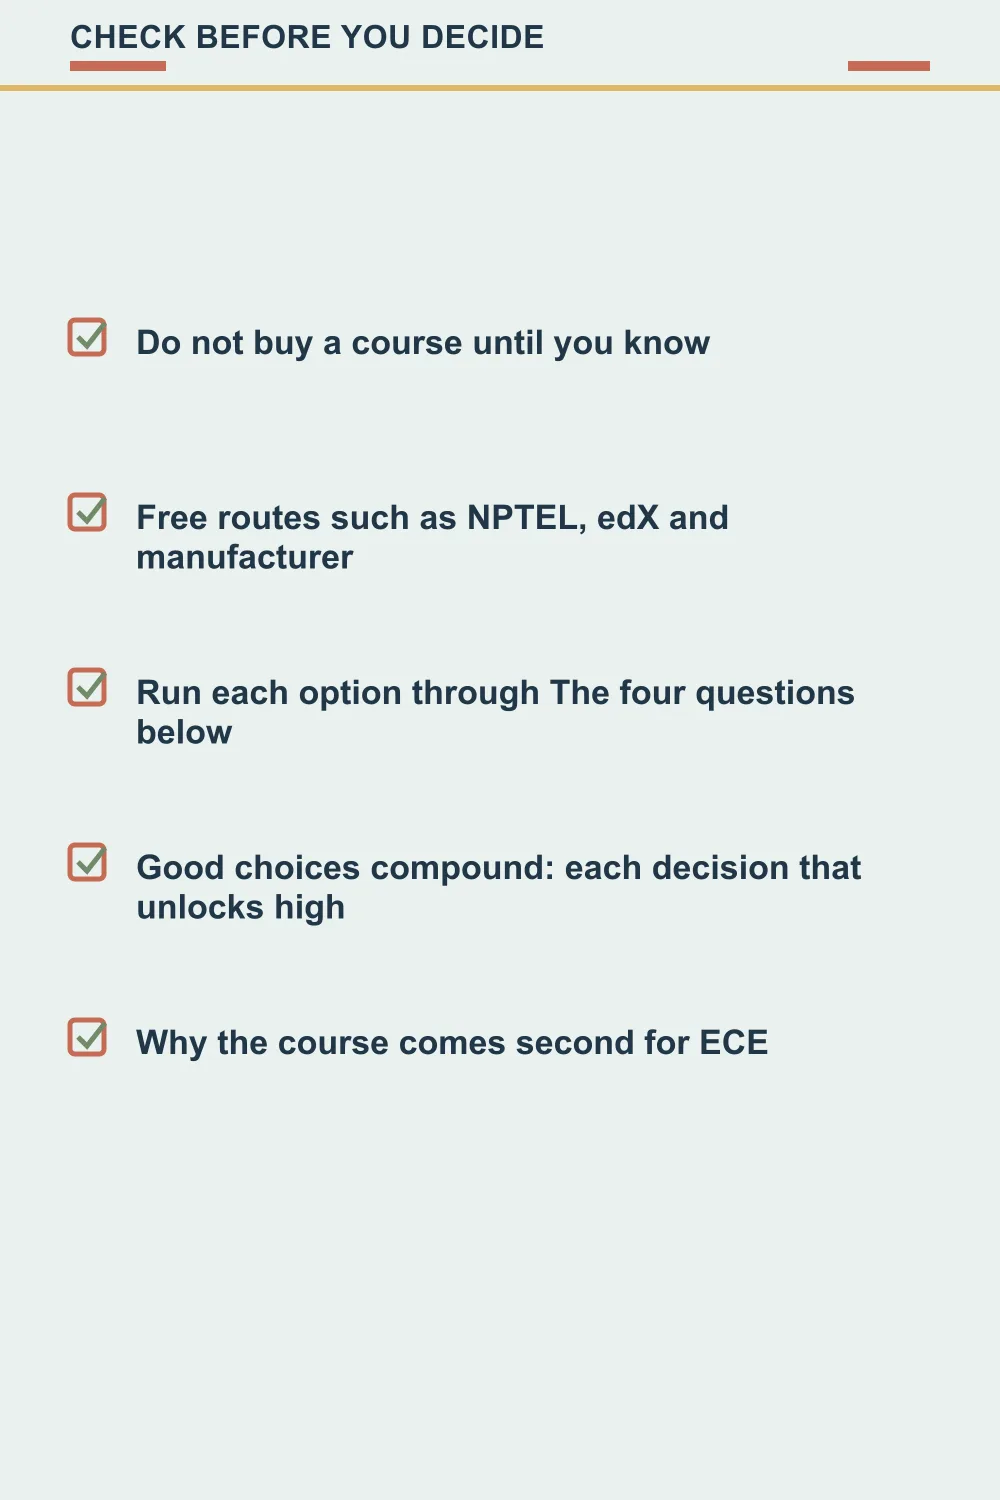 CHECK BEFORE YOU DECIDE
Do not buy a course until you know
Free routes such as NPTEL, edX and
manufacturer
Run each option through The four questions
below
Good choices compound: each decision that
unlocks high
Why the course comes second for ECE